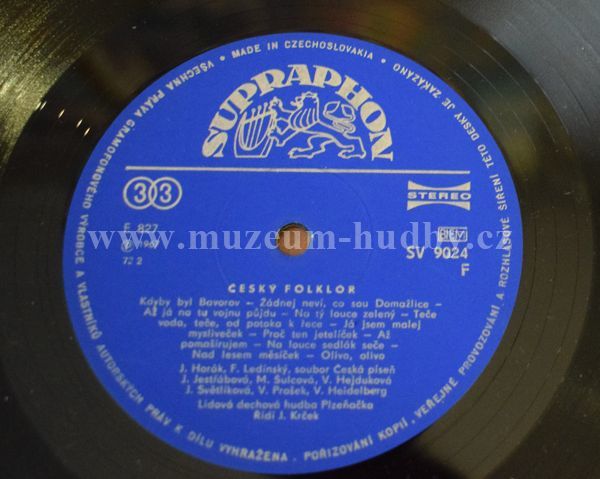 VŠECHNA PRÁVA GRAMOFONOVÉHO VÝROBCE A VLASTNÍKŮ AUTORSKÝCH PRÁV K DÍLU VYHRAŽENA . POŘIZOVÁNÍ KOPIÍ, VEŘEJNÉ PROVOZOVÁNÍ A ROZHLASOVÉ ŠÍŘENÍ TÉTO DESKY JE ZAKÁZÁNO
• MADE IN CZECHOSLOVAKIA •
SUPRAPHON
33
STEREO
F 827
72 2
SV 9024
F
www.muzeum-hudby.cz
ČESKÝ FOLKLOR
Kdyby byl Bavorov – Žádnej neví, co sou Domažlice –
Až já na tu vojnu půjdu – Na tý louce zelený – Teče
voda, teče, od potoka k řece – Já jsem malej
mysliveček – Proč ten jetelíček – Až
pomašírujem – Na louce sedlák seče –
Nad lesem měsíček – Olivo, olivo
J. Horák, F. Ledinský, soubor Česká píseň
J. Jestřábová, M. Šulcová, V. Hejduková
J. Světlíková, V. Prošek, V. Heidelberg
Lidová dechová hudba Plzeňačka
Řídí J. Krček